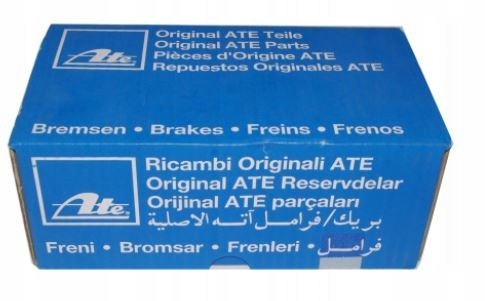 Ate
Original ATE Teile
Original ATE Parts
Pièces d'Origine ATE
Repuestos Originales ATE
Bremsen • Brakes • Freins • Frenos
Ate
Ricambi Originali ATE
Original ATE Reservdelar
Orijinal ATE parçaları
بريك/فرامل آته الاصلية
Freni • Bromsar • Frenleri • فرامل